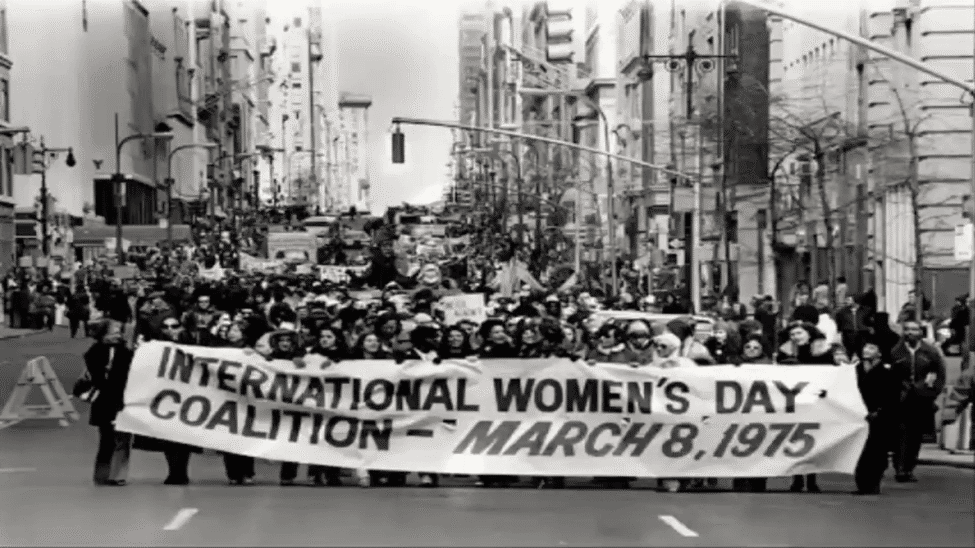 INTERNATIONAL WOMEN'S DAY
COALITION - MARCH 8, 1975